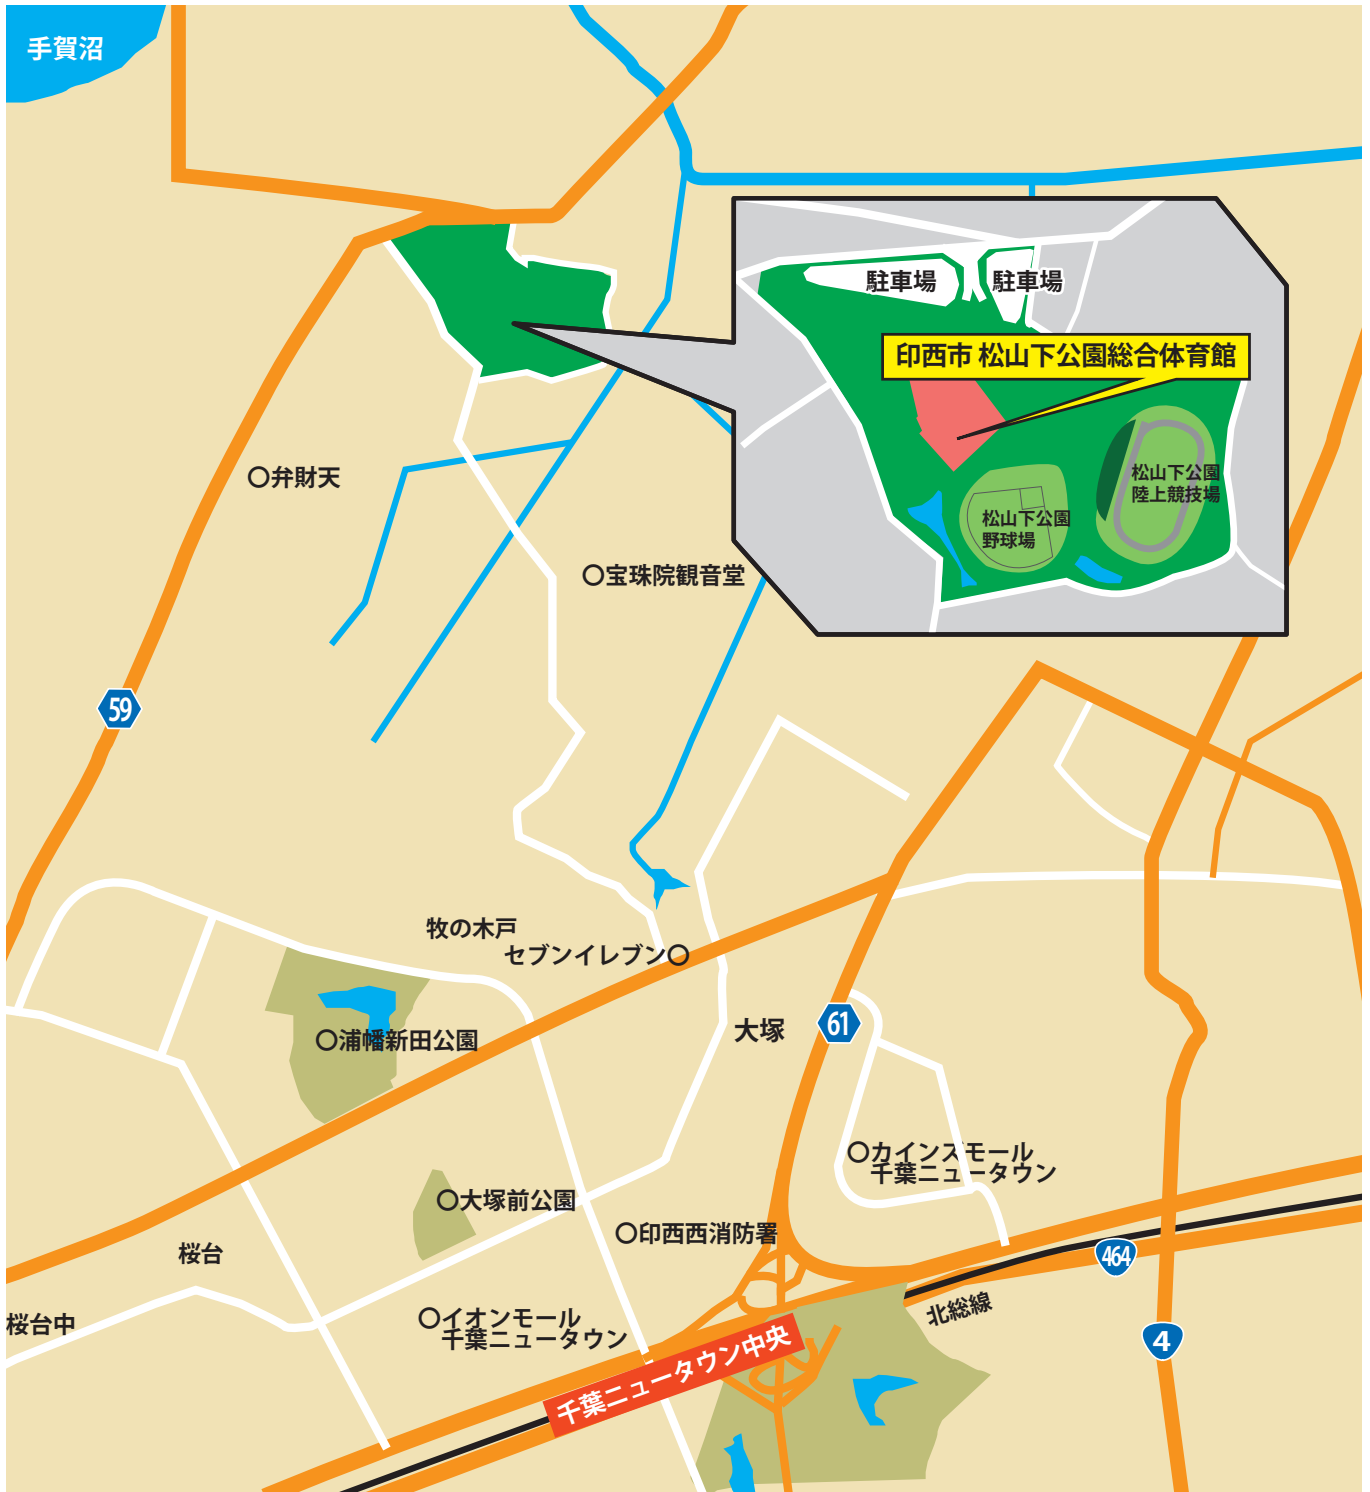 手賀沼
駐車場
駐車場
印西市 松山下公園総合体育館
松山下公園
陸上競技場
松山下公園
野球場
弁財天
宝珠院観音堂
59
牧の木戸
セブンイレブン
大塚
61
浦幡新田公園
カインズモール
千葉ニュータウン
大塚前公園
印西西消防署
桜台
464
北総線
桜台中
イオンモール
千葉ニュータウン
4
千葉ニュータウン中央